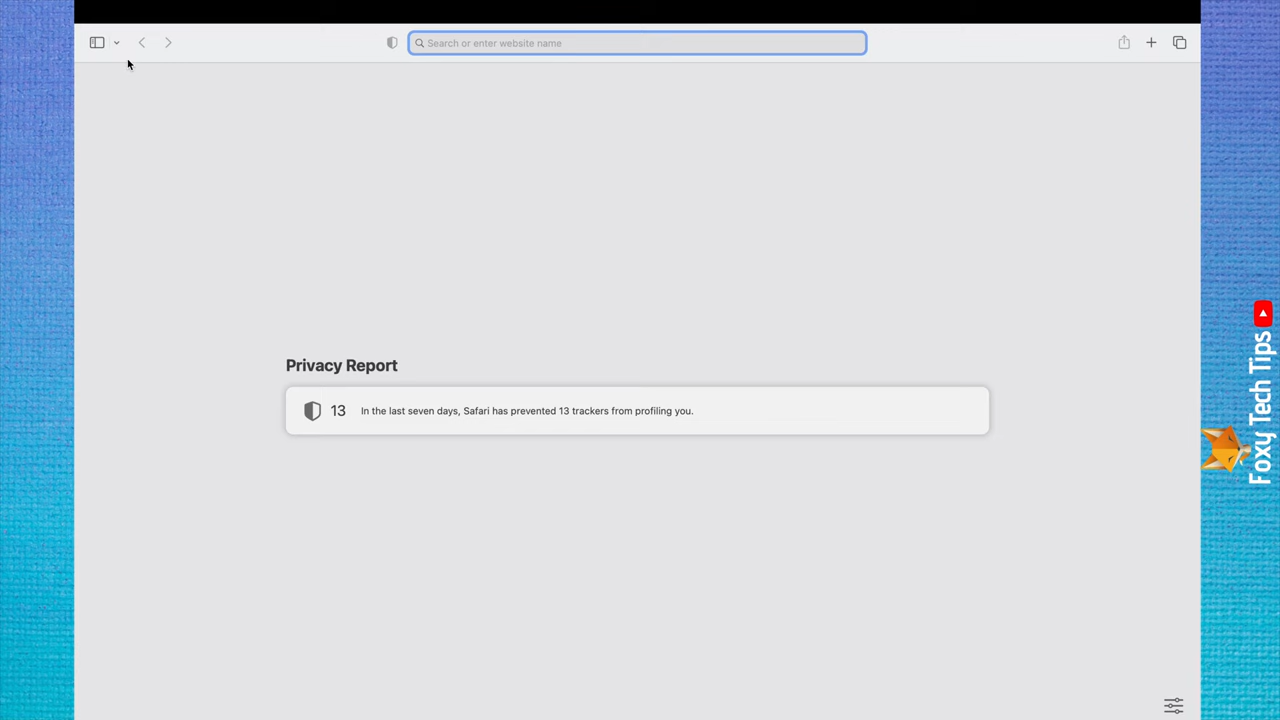 Search or enter website name
Privacy Report
13 In the last seven days, Safari has prevented 13 trackers from profiling you.
Foxy Tech Tips